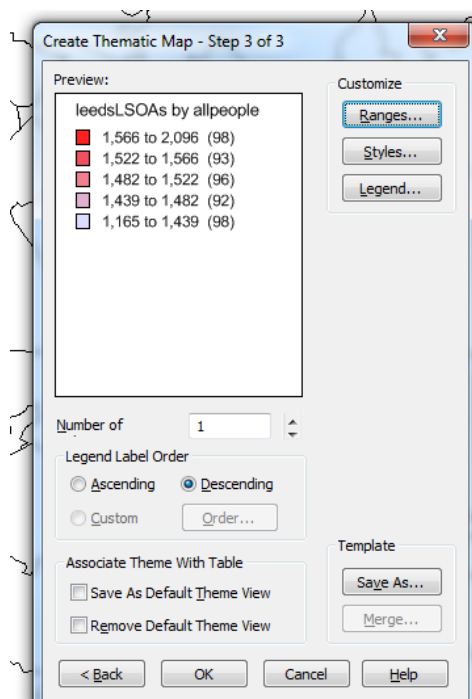 Create Thematic Map - Step 3 of 3
Preview:
leedsLSOAs by allpeople
1,566 to 2,096 (98)
1,522 to 1,566 (93)
1,482 to 1,522 (96)
1,439 to 1,482 (92)
1,165 to 1,439 (98)
Customize
Ranges...
Styles...
Legend...
Number of
1
Legend Label Order
Ascending
Descending
Custom
Order...
Associate Theme With Table
Save As Default Theme View
Remove Default Theme View
Template
Save As...
Merge...
< Back
OK
Cancel
Help